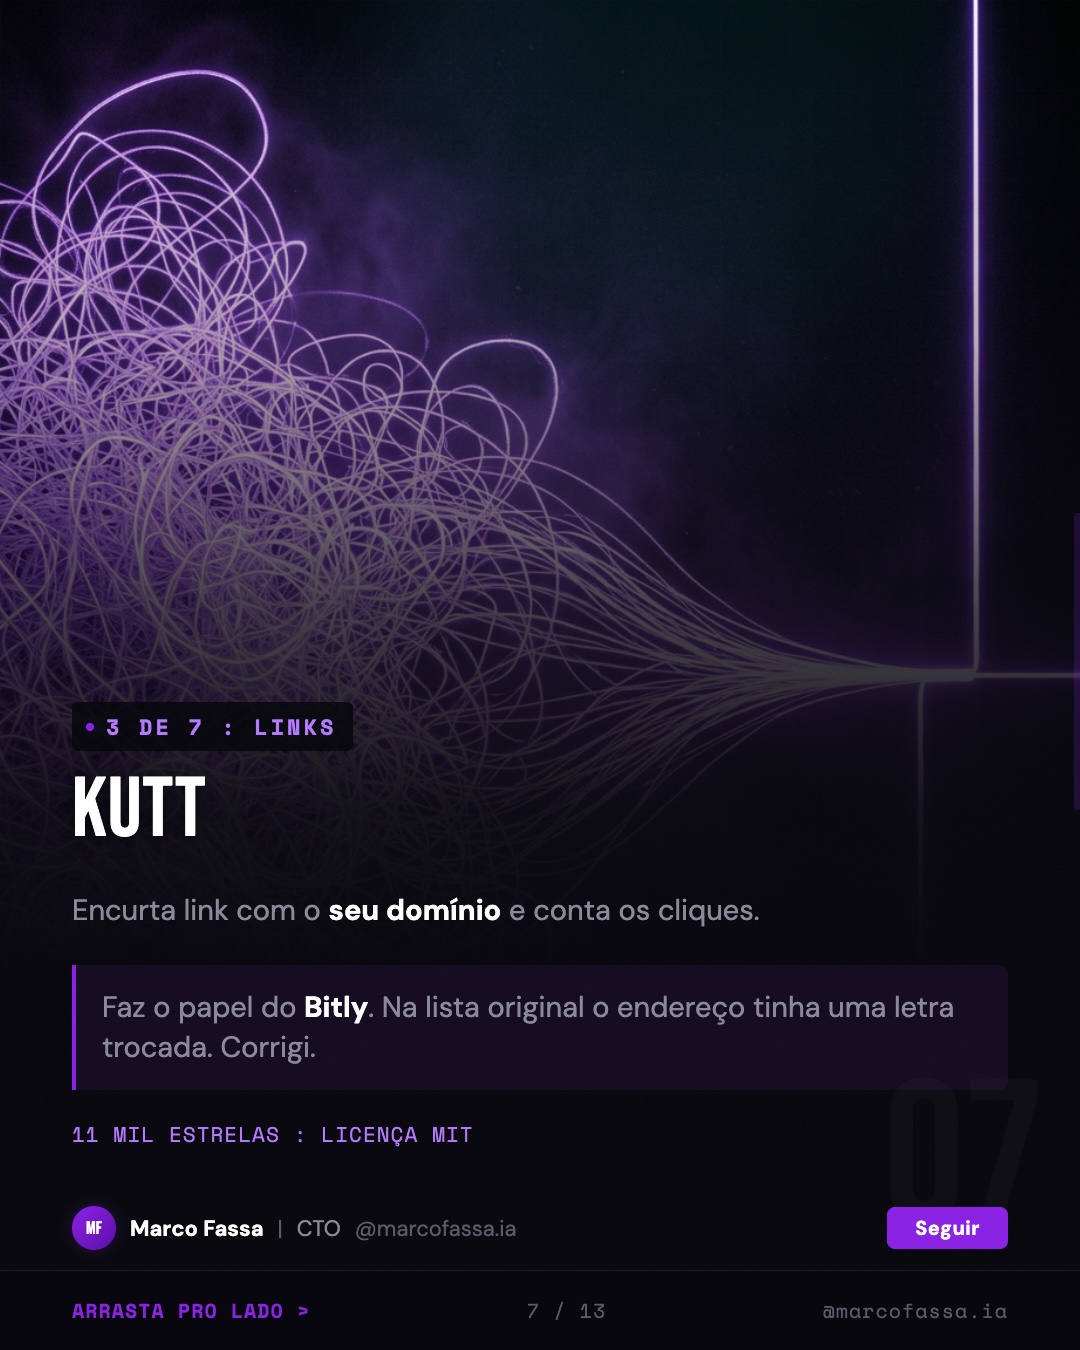 • 3 DE 7 : LINKS
KUTT
Encurta link com o seu domínio e conta os cliques.
Faz o papel do Bitly. Na lista original o endereço tinha uma letra
trocada. Corrigi.
11 MIL ESTRELAS : LICENÇA MIT
07
MF Marco Fassa | CTO @marcofassa.ia
Seguir
ARRASTA PRO LADO >
7 / 13
@marcofassa.ia